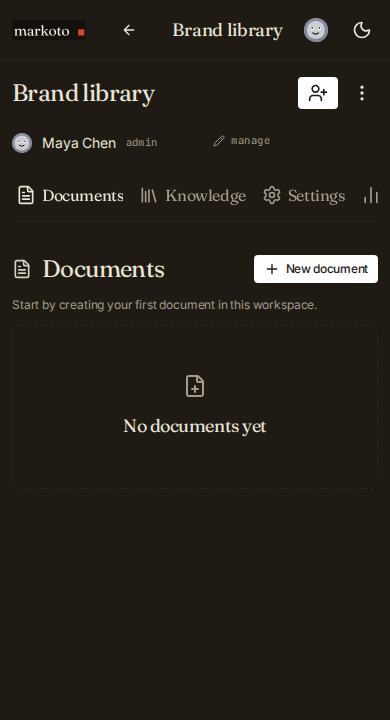 markoto
Brand library
Brand library
Maya Chen admin manage
Documents Knowledge Settings
Documents
New document
Start by creating your first document in this workspace.
No documents yet